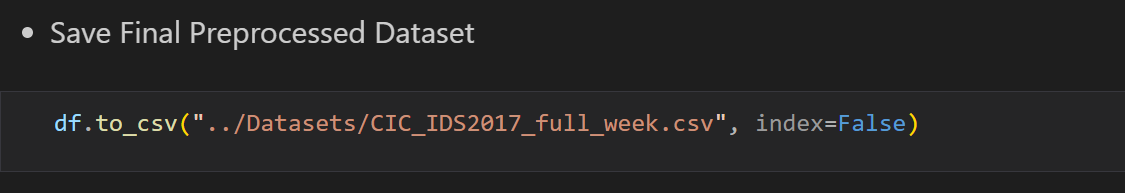 • Save Final Preprocessed Dataset
df.to_csv("../Datasets/CIC_IDS2017_full_week.csv", index=False)